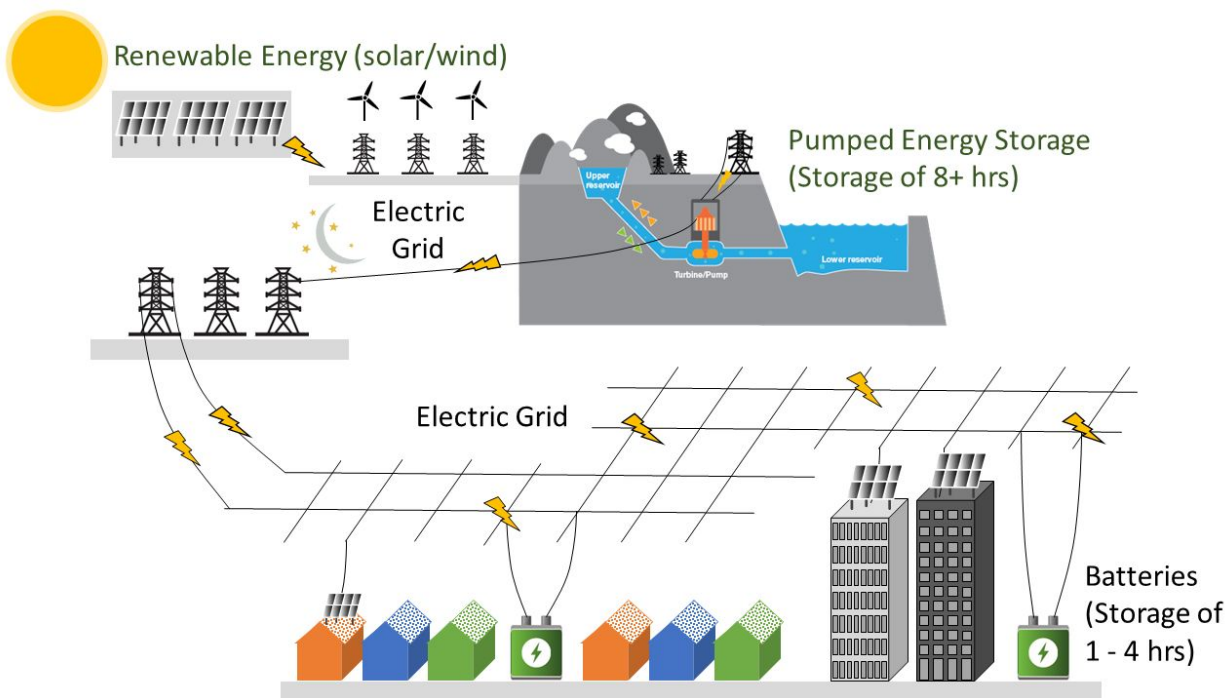 Renewable Energy (solar/wind)
Pumped Energy Storage
(Storage of 8+ hrs)
Upper
reservoir
Electric
Grid
Lower reservoir
Turbine/Pump
Electric Grid
Batteries
(Storage of
1 - 4 hrs)